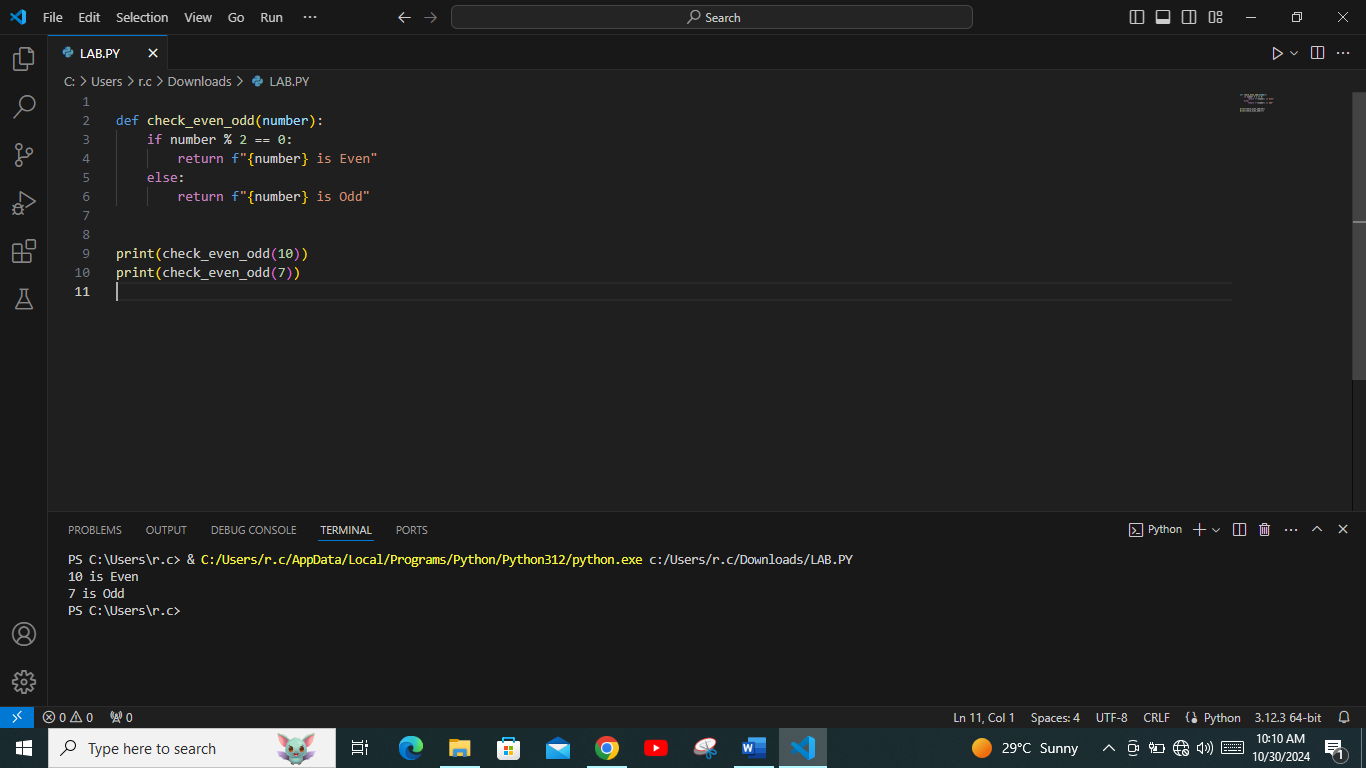 File Edit Selection View Go Run ··· Search
LAB.PY
C: > Users > r.c > Downloads > LAB.PY
1
2 def check_even_odd(number):
3     if number % 2 == 0:
4         return f"{number} is Even"
5     else:
6         return f"{number} is Odd"
7
8
9 print(check_even_odd(10))
10 print(check_even_odd(7))
11
PROBLEMS OUTPUT DEBUG CONSOLE TERMINAL PORTS Python
PS C:\Users\r.c> & C:/Users/r.c/AppData/Local/Programs/Python/Python312/python.exe c:/Users/r.c/Downloads/LAB.PY
10 is Even
7 is Odd
PS C:\Users\r.c>
0 0 0 Ln 11, Col 1 Spaces: 4 UTF-8 CRLF Python 3.12.3 64-bit
Type here to search 29°C Sunny 10:10 AM
10/30/2024 1